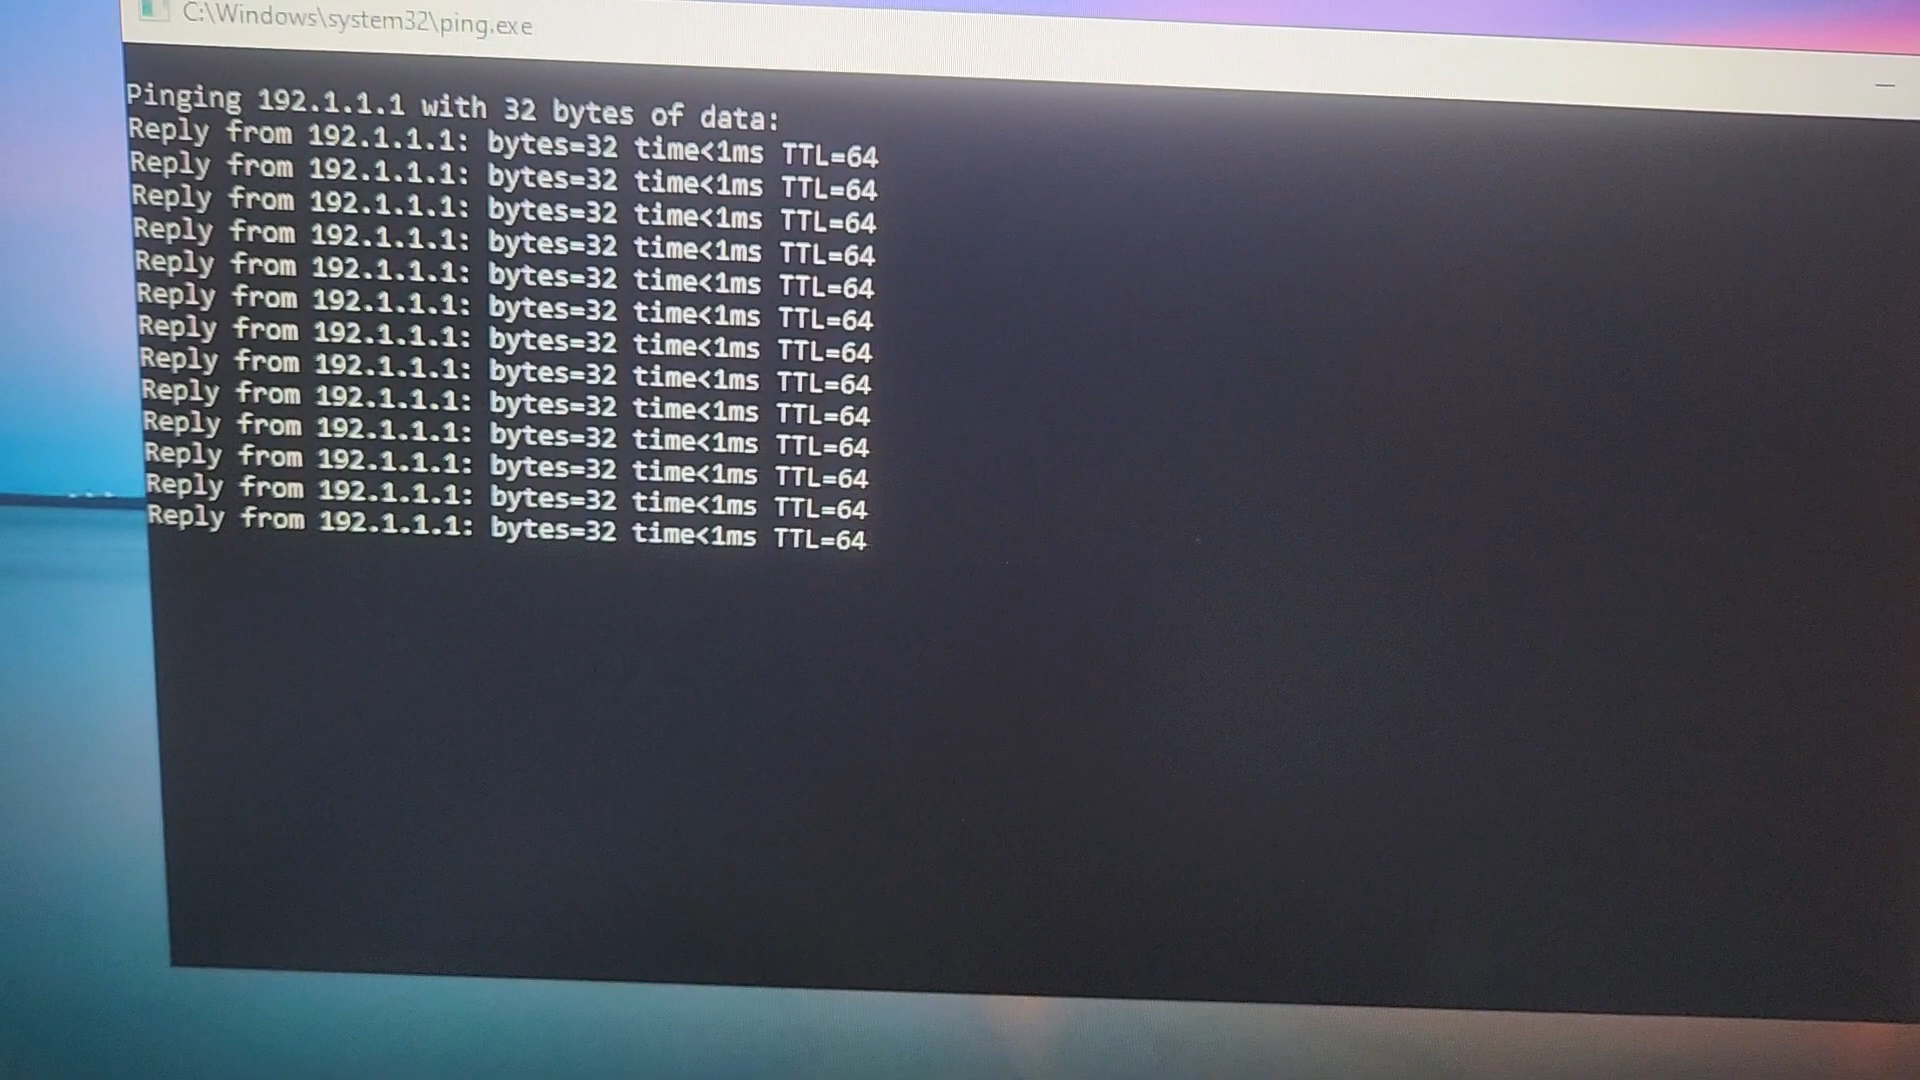 C:\Windows\system32\ping.exe
Pinging 192.1.1.1 with 32 bytes of data:
Reply from 192.1.1.1: bytes=32 time<1ms TTL=64
Reply from 192.1.1.1: bytes=32 time<1ms TTL=64
Reply from 192.1.1.1: bytes=32 time<1ms TTL=64
Reply from 192.1.1.1: bytes=32 time<1ms TTL=64
Reply from 192.1.1.1: bytes=32 time<1ms TTL=64
Reply from 192.1.1.1: bytes=32 time<1ms TTL=64
Reply from 192.1.1.1: bytes=32 time<1ms TTL=64
Reply from 192.1.1.1: bytes=32 time<1ms TTL=64
Reply from 192.1.1.1: bytes=32 time<1ms TTL=64
Reply from 192.1.1.1: bytes=32 time<1ms TTL=64
Reply from 192.1.1.1: bytes=32 time<1ms TTL=64
Reply from 192.1.1.1: bytes=32 time<1ms TTL=64
Reply from 192.1.1.1: bytes=32 time<1ms TTL=64